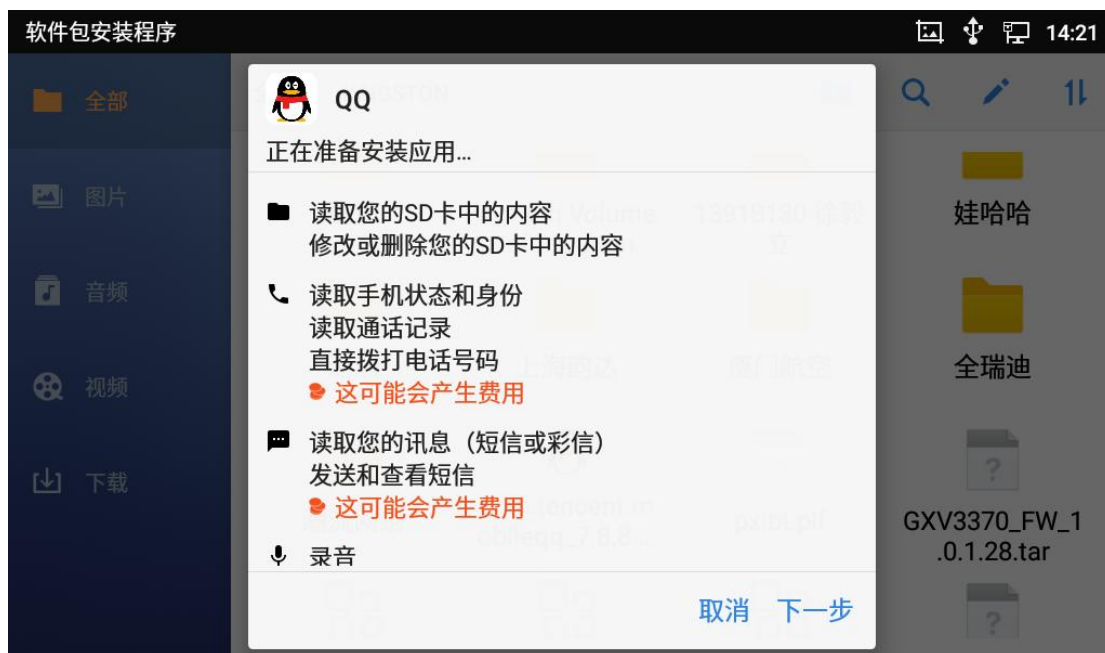 软件包安装程序
14:21
全部
图片
音频
视频
下载
QQ
正在准备安装应用...
读取您的SD卡中的内容
修改或删除您的SD卡中的内容
读取手机状态和身份
读取通话记录
直接拨打电话号码
这可能会产生费用
读取您的讯息（短信或彩信）
发送和查看短信
这可能会产生费用
录音
取消 下一步
娃哈哈
全瑞迪
GXV3370_FW_1
.0.1.28.tar